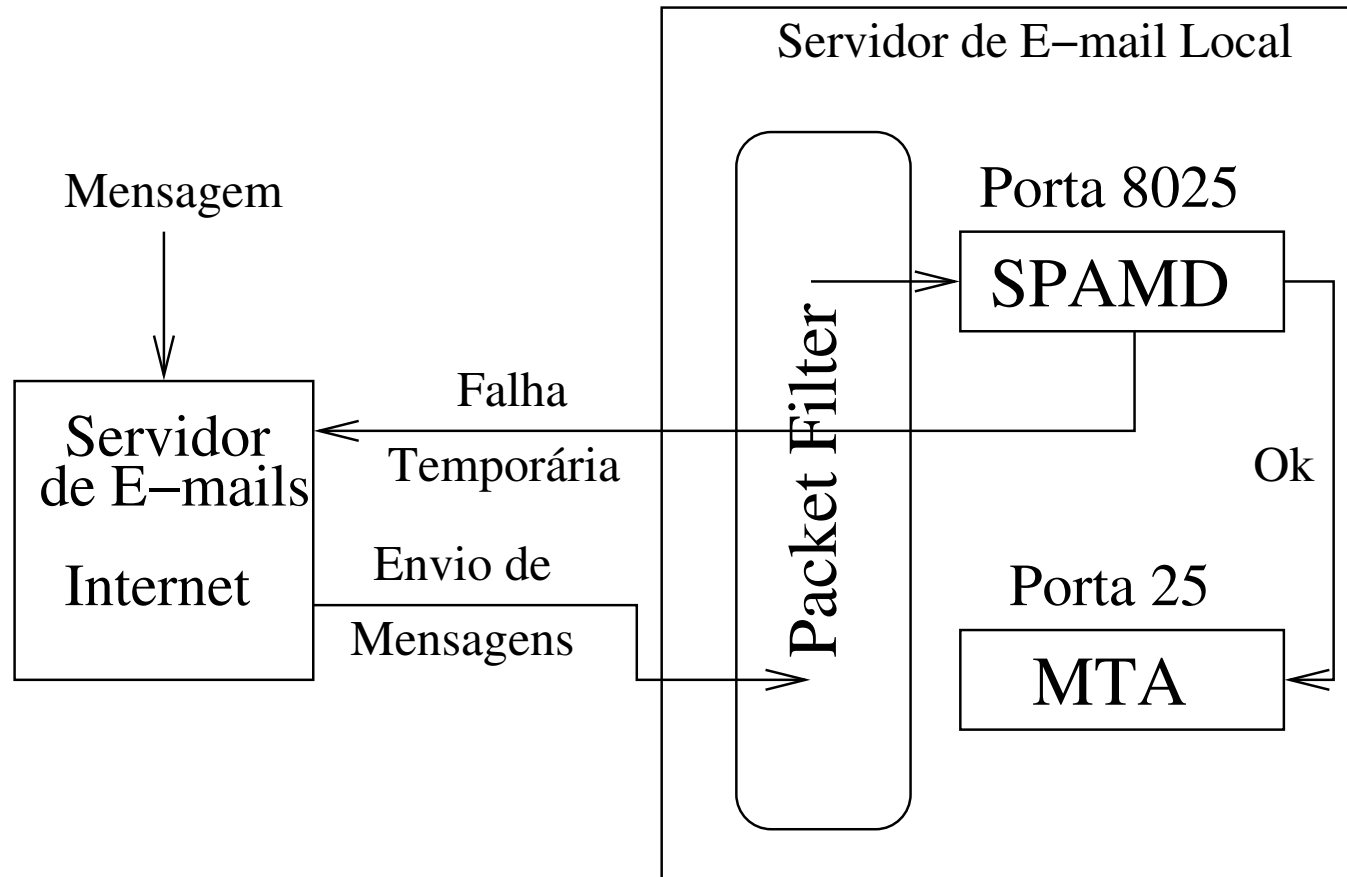 Servidor de E−mail Local
Mensagem
Porta 8025
SPAMD
Packet Filter
Falha
Temporária
Servidor
de E−mails
Internet
Ok
Envio de
Mensagens
Porta 25
MTA